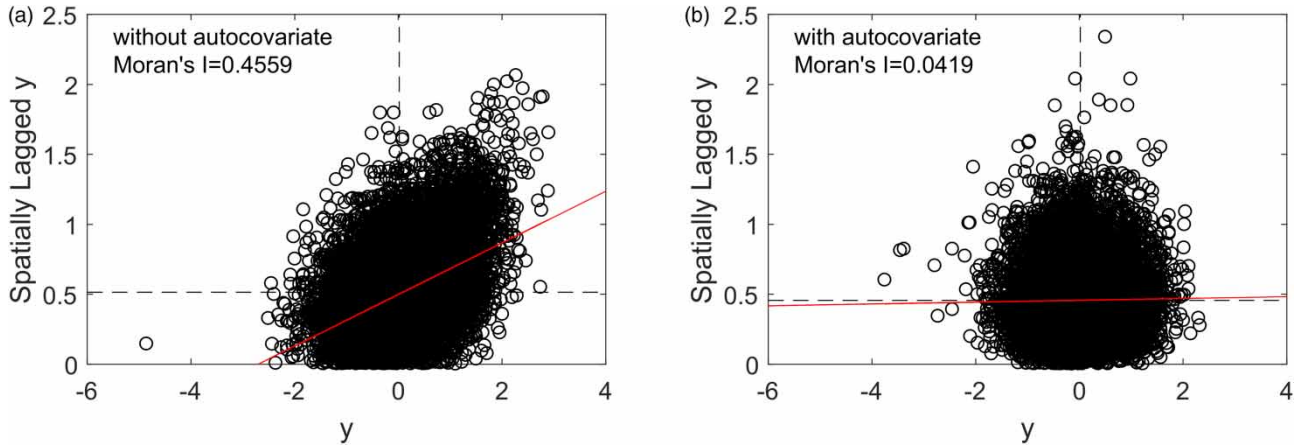 (a)
without autocovariate
Moran's I=0.4559
Spatially Lagged y
2.5
2
1.5
1
0.5
0
-6
-4
-2
0
2
4
y
(b)
with autocovariate
Moran's I=0.0419
Spatially Lagged y
2.5
2
1.5
1
0.5
0
-6
-4
-2
0
2
4
y